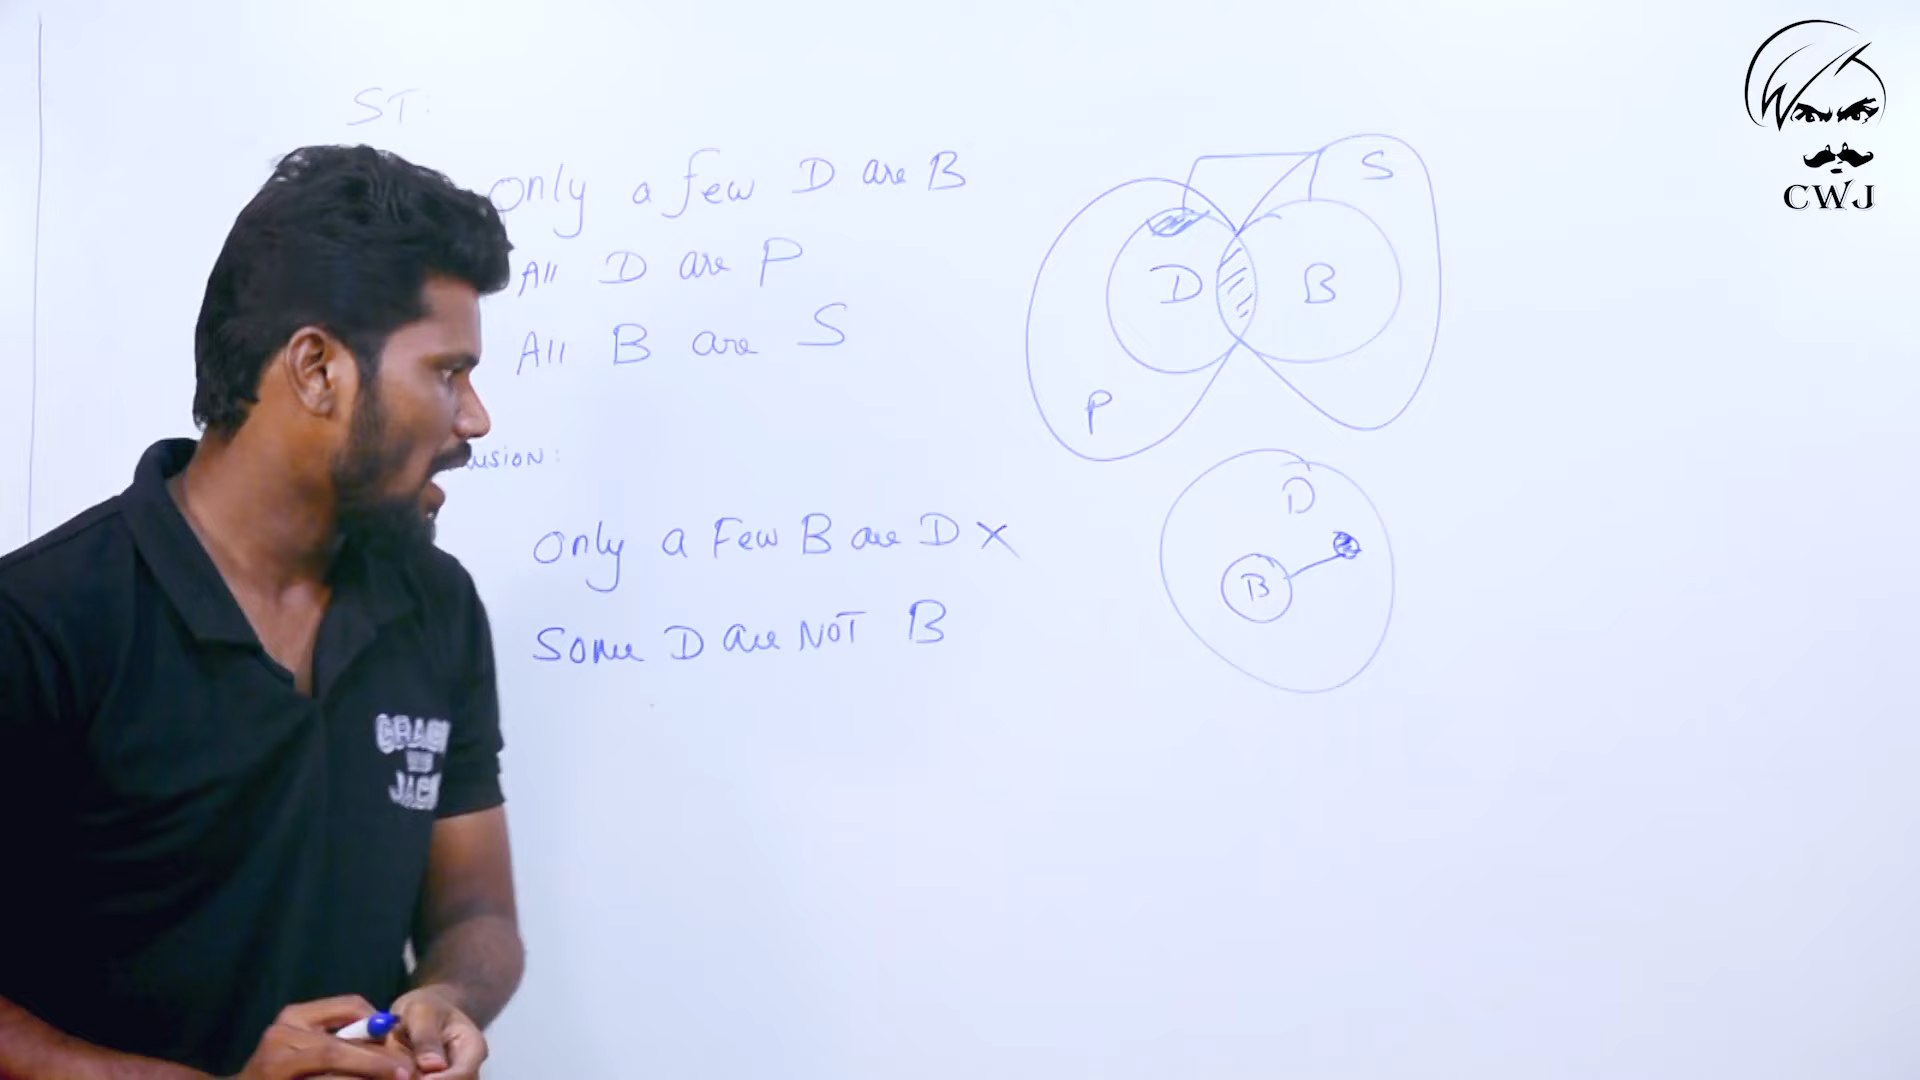 ST:
Only a few D are B
All D are P
All B are S
usion:
Only a Few B are D X
Some D are NOT B
S
D
B
P
D
B
CWJ